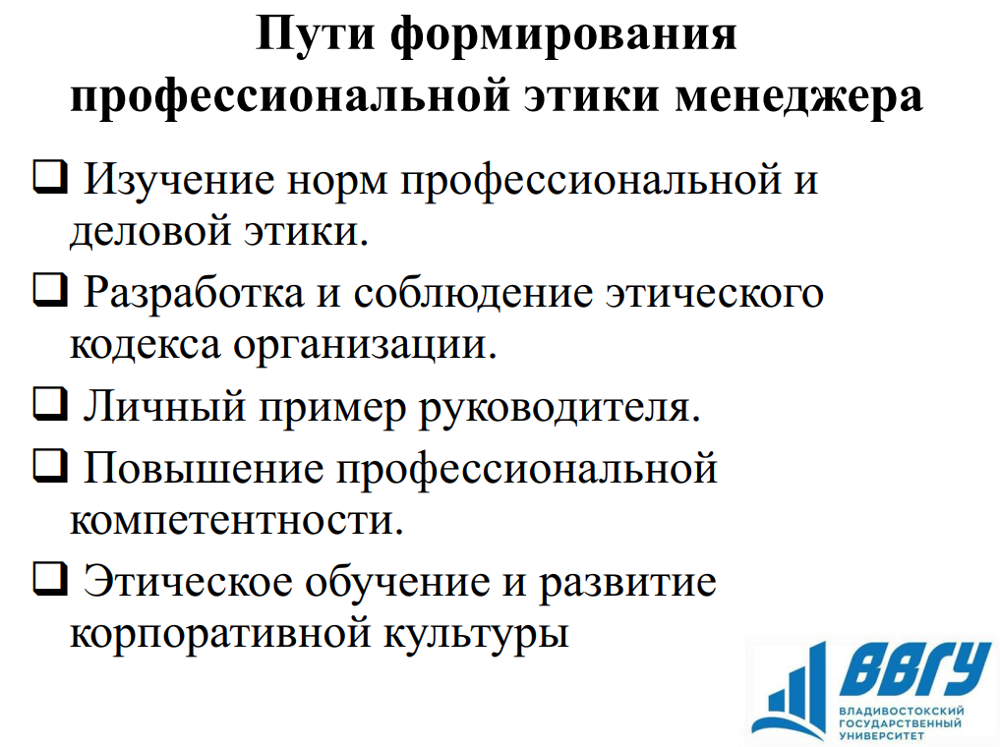 Пути формирования
профессиональной этики менеджера
❑ Изучение норм профессиональной и
деловой этики.
❑ Разработка и соблюдение этического
кодекса организации.
❑ Личный пример руководителя.
❑ Повышение профессиональной
компетентности.
❑ Этическое обучение и развитие
корпоративной культуры
ВВГУ
ВЛАДИВОСТОКСКИЙ
ГОСУДАРСТВЕННЫЙ
УНИВЕРСИТЕТ